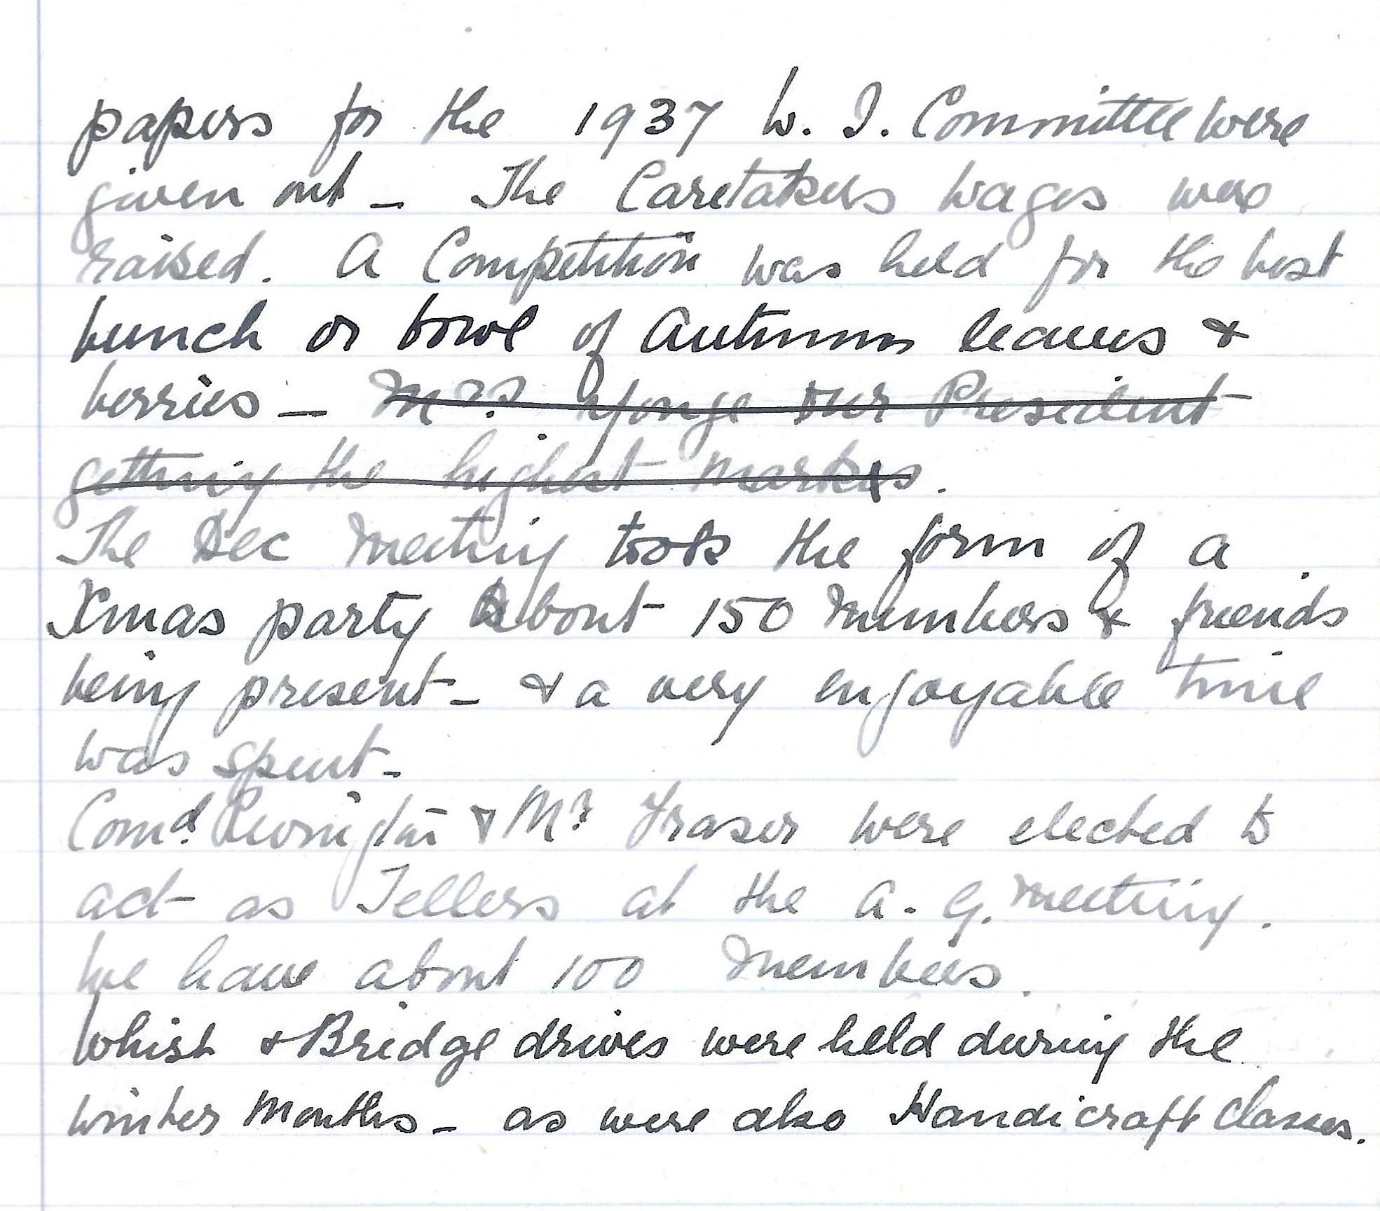 papers for the 1937 W. I. Committee were
given out – The Caretakers wages was
raised. A Competition was held for the best
bunch or bowl of Autumn leaves &
berries – Mrs Yonge our President
getting the highest marks.
The Dec Meeting took the form of a
Xmas party About 150 Members & friends
being present – & a very enjoyable time
was spent –
Comd. & Mrs Fraser were elected to
act as Tellers at the A. G. Meeting.
We have about 100 Members.
Whist & Bridge drives were held during the
winter Months – as were also Handicraft Classes.